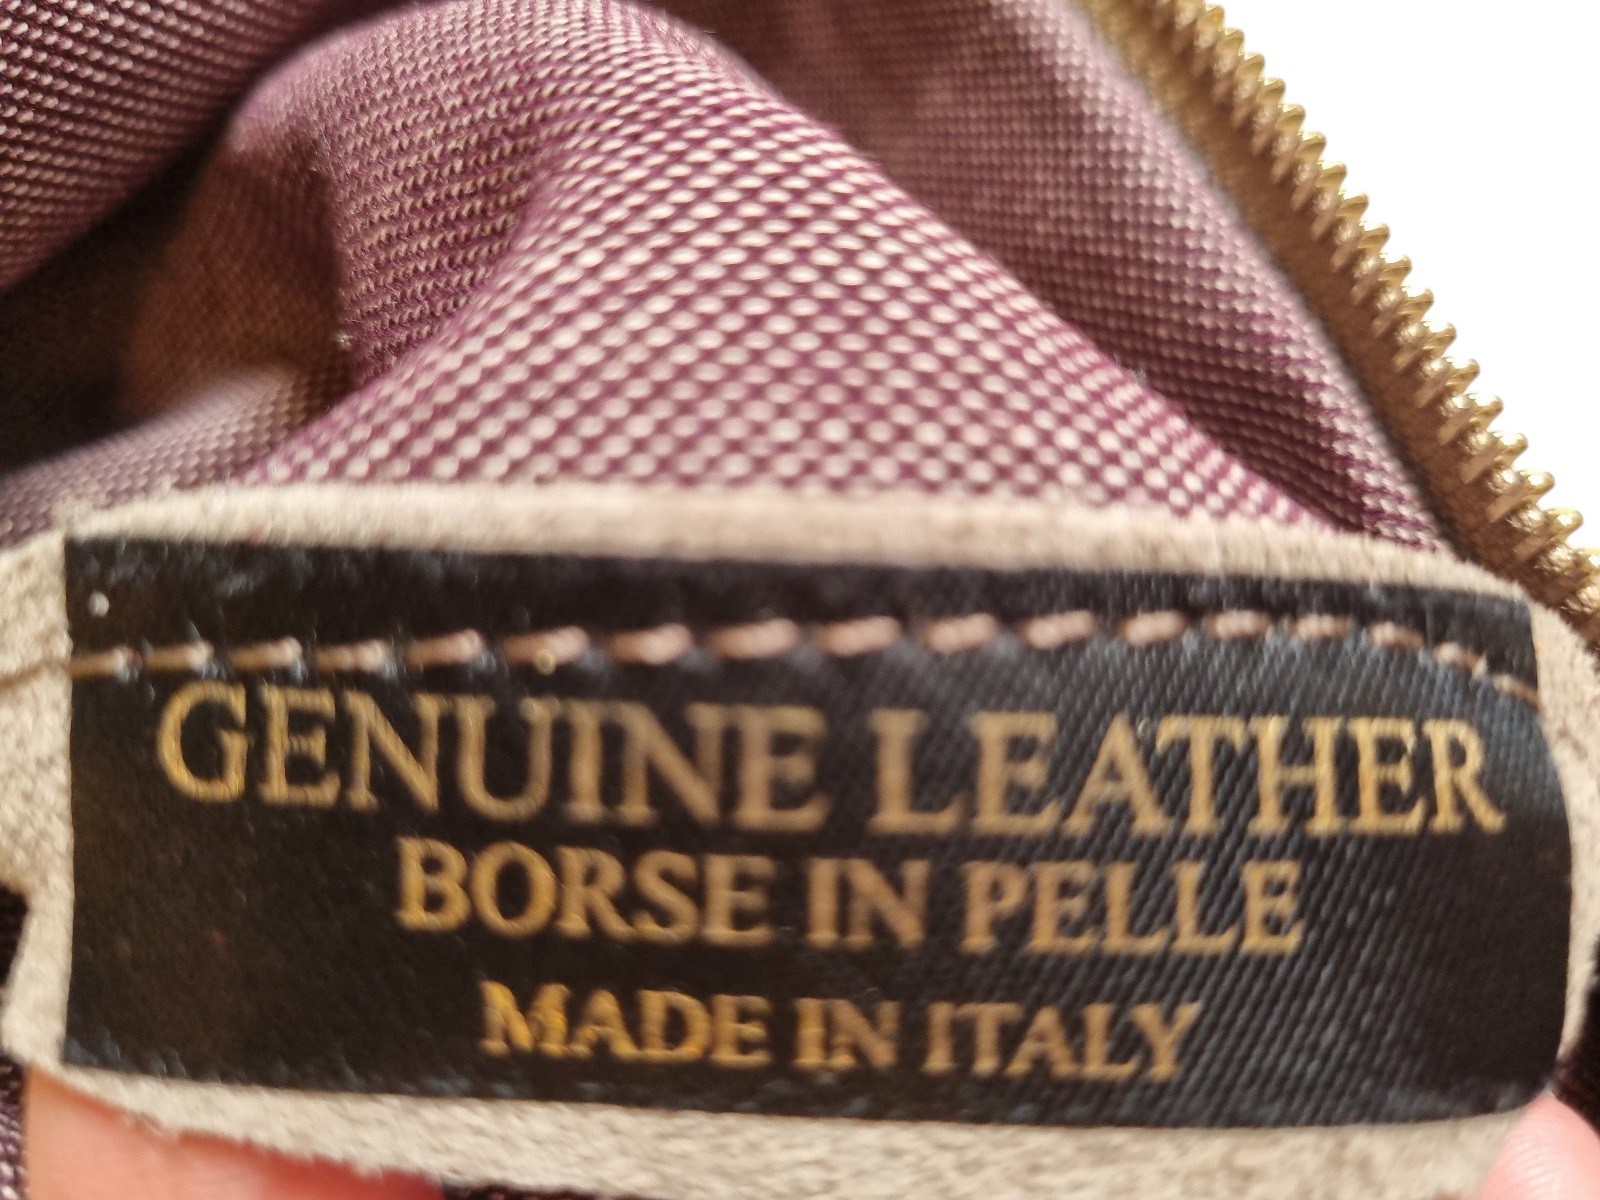 GENUINE LEATHER
BORSE IN PELLE
MADE IN ITALY